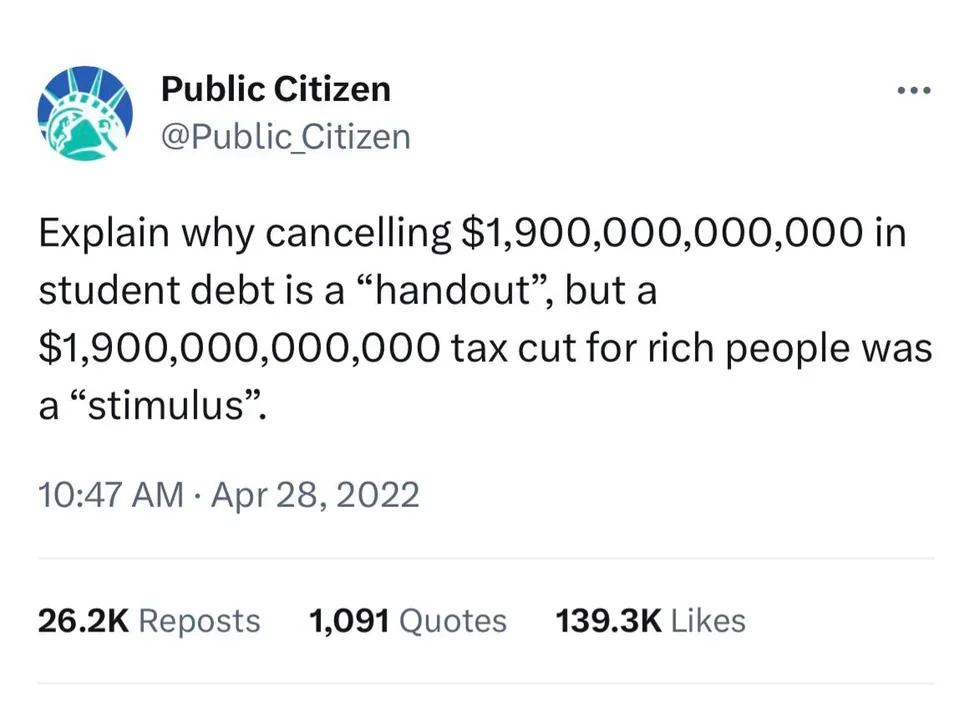 Public Citizen
@Public_Citizen
Explain why cancelling $1,900,000,000,000 in
student debt is a “handout”, but a
$1,900,000,000,000 tax cut for rich people was
a “stimulus”.
10:47 AM · Apr 28, 2022
26.2K Reposts 1,091 Quotes 139.3K Likes